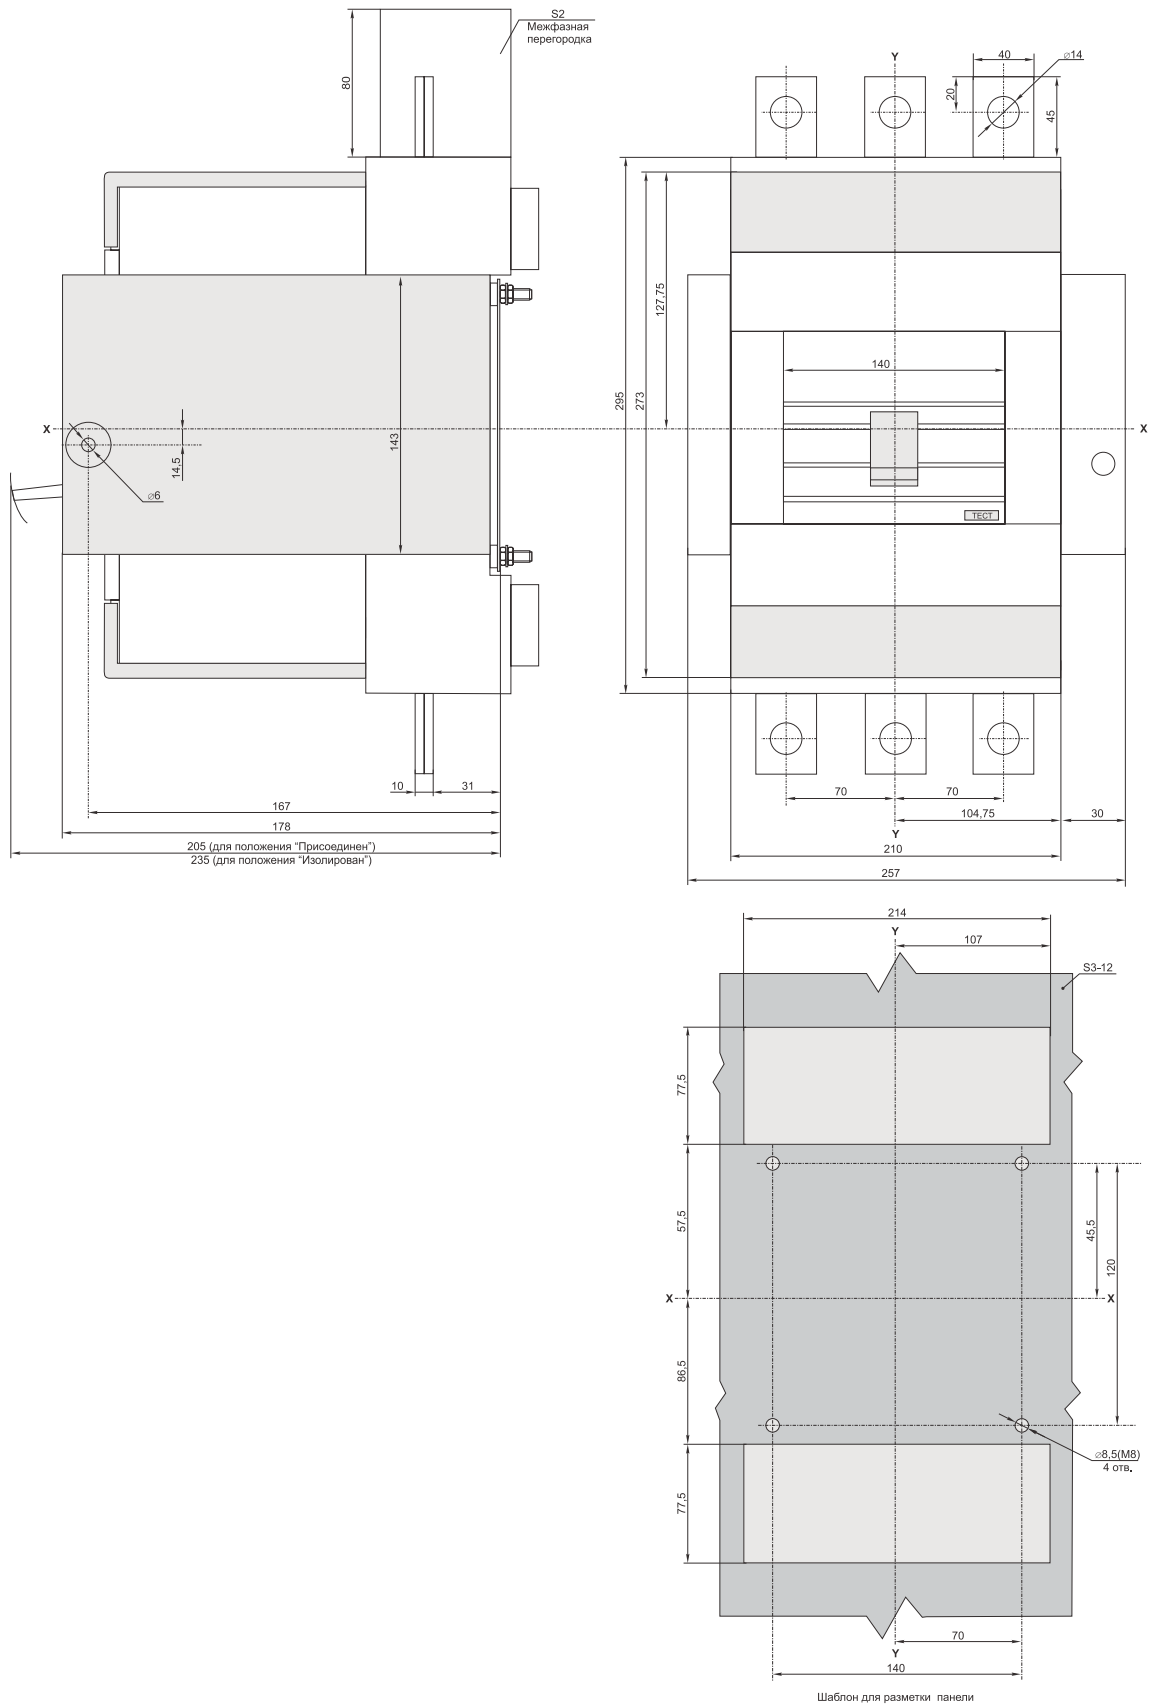 S2
Межфазная
перегородка
80
X
143
14,5
⌀6
10
31
167
178
205 (для положения “Присоединен”)
235 (для положения “Изолирован”)
Y
40
⌀14
20
45
127,75
295
273
140
X
ТЕСТ
70
70
104,75
30
Y
210
257
214
Y
107
S3-12
77,5
57,5
45,5
120
X
X
86,5
⌀8,5(M8)
4 отв.
77,5
70
Y
140
Шаблон для разметки панели